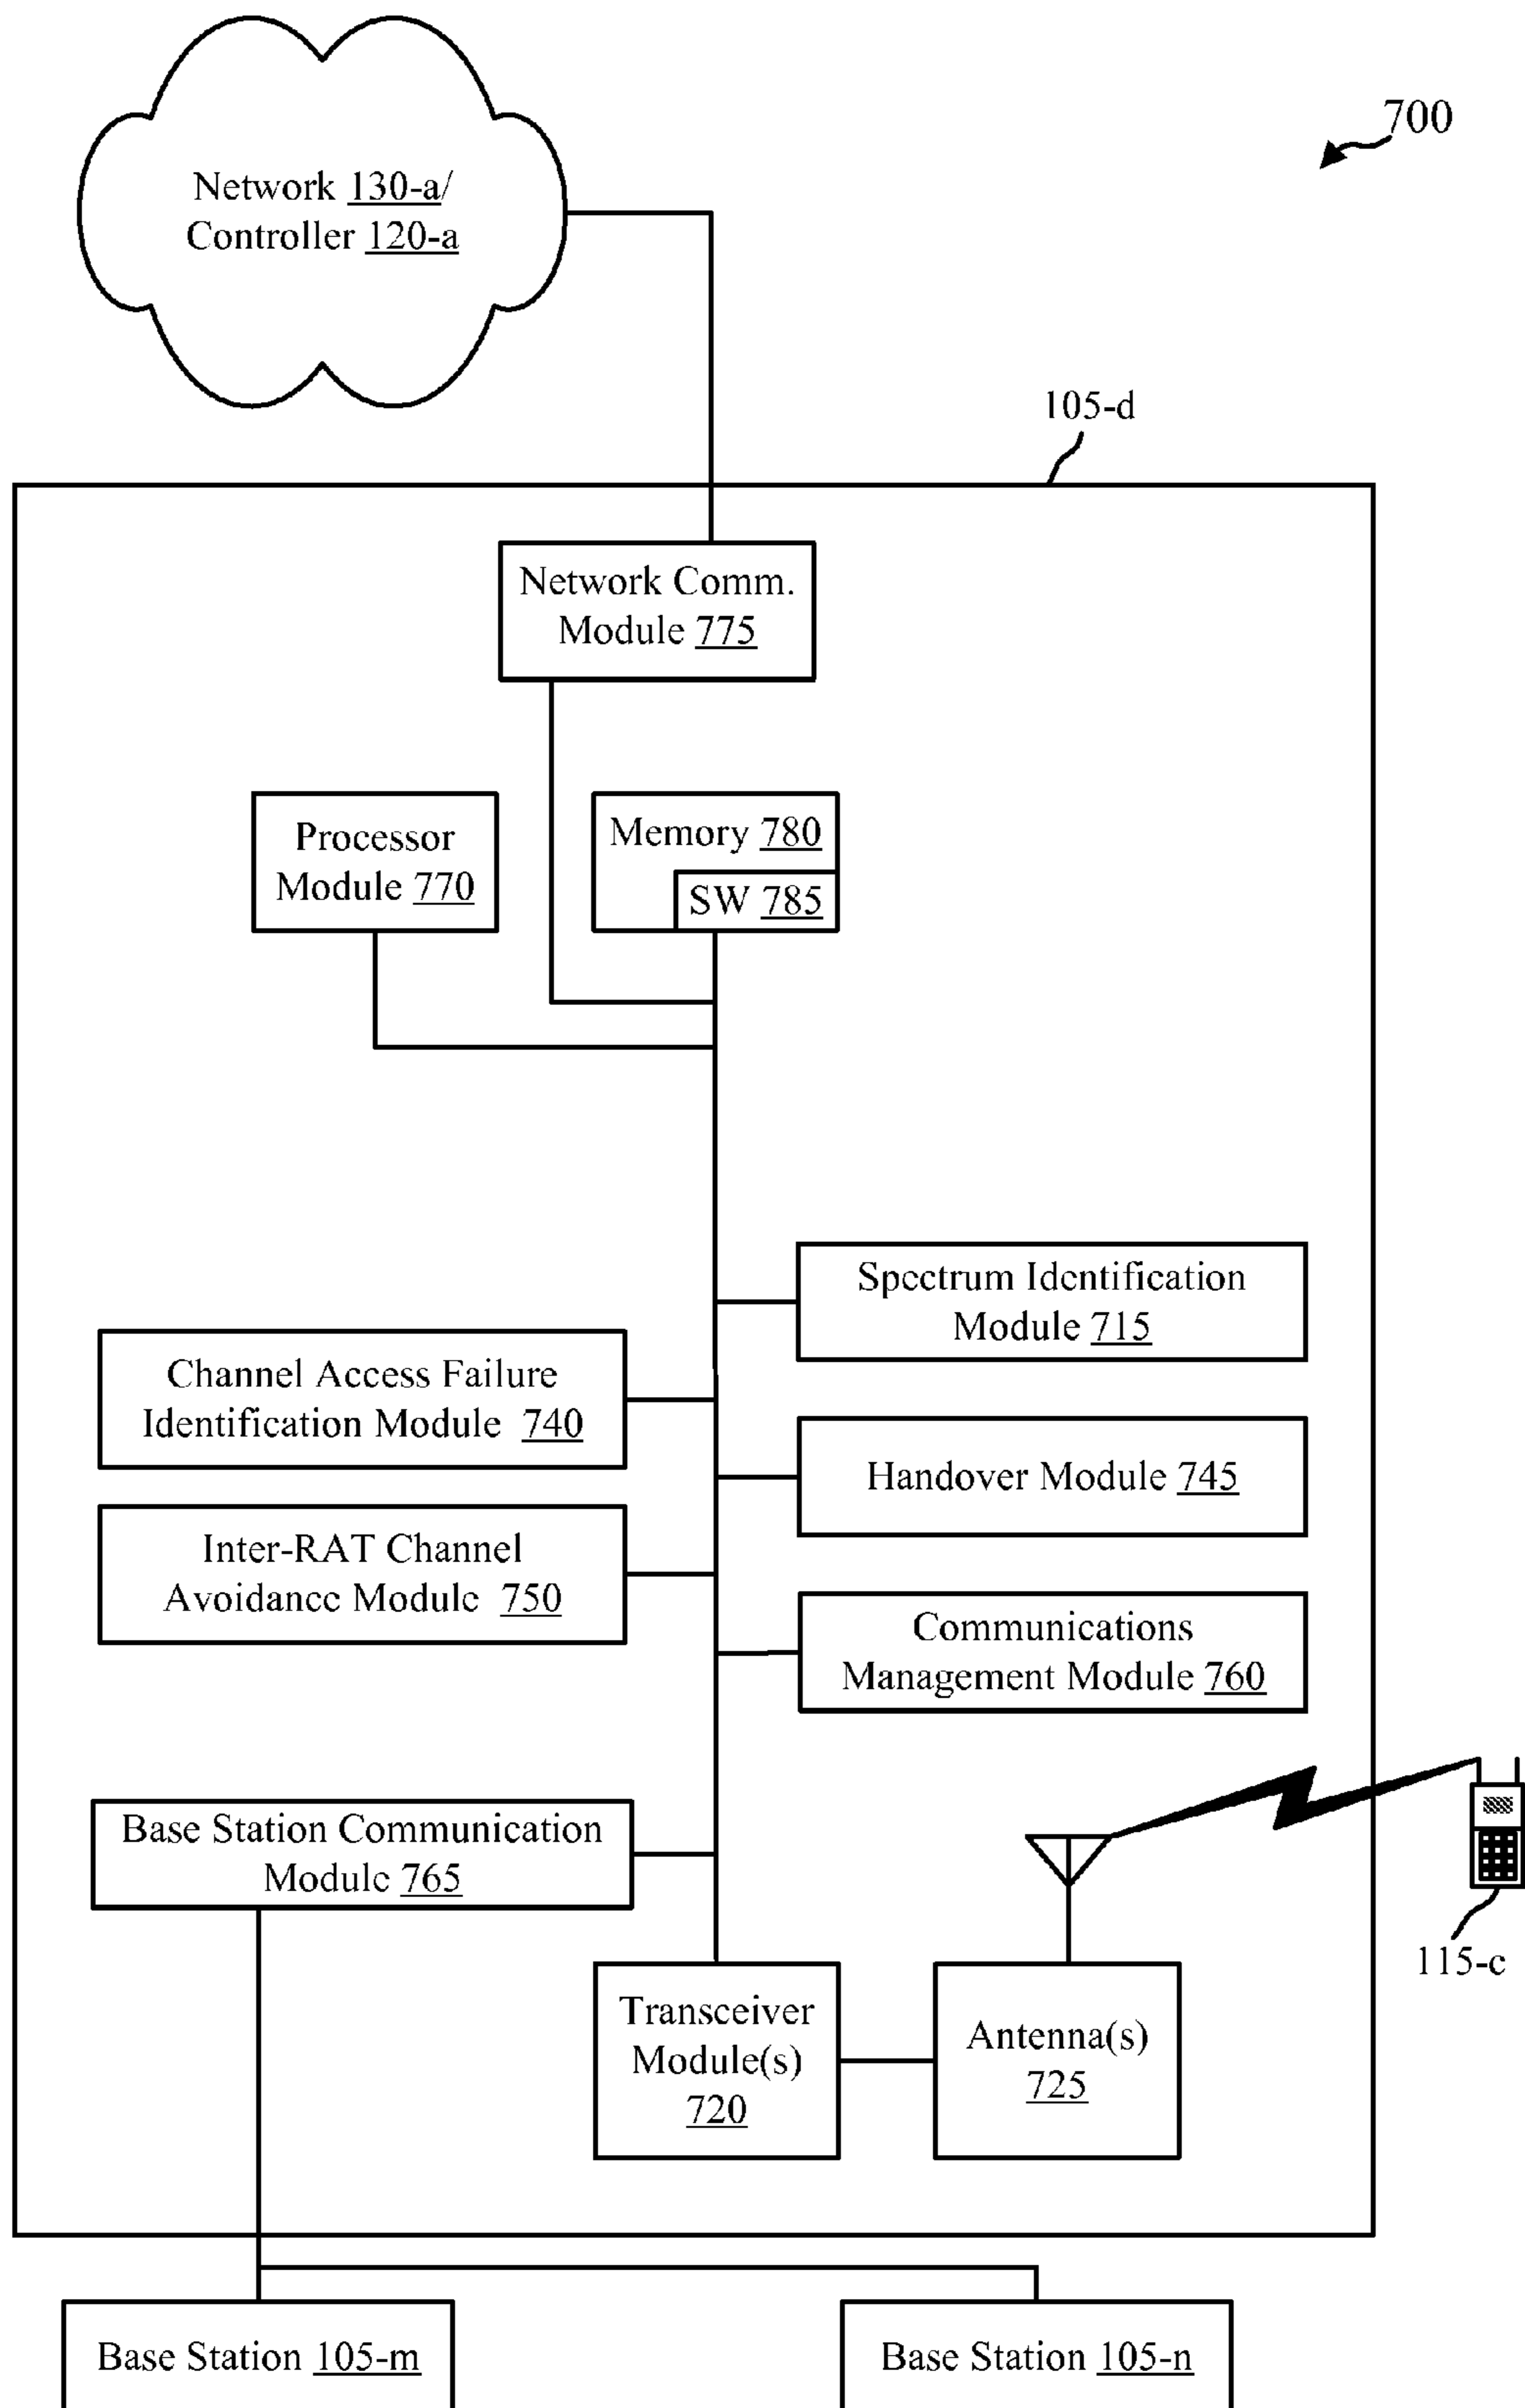 700
Network 130-a/
Controller 120-a
105-d
Network Comm.
Module 775
Processor
Module 770
Memory 780
SW 785
Spectrum Identification
Module 715
Channel Access Failure
Identification Module 740
Handover Module 745
Inter-RAT Channel
Avoidance Module 750
Communications
Management Module 760
Base Station Communication
Module 765
115-c
Transceiver
Module(s)
720
Antenna(s)
725
Base Station 105-m
Base Station 105-n